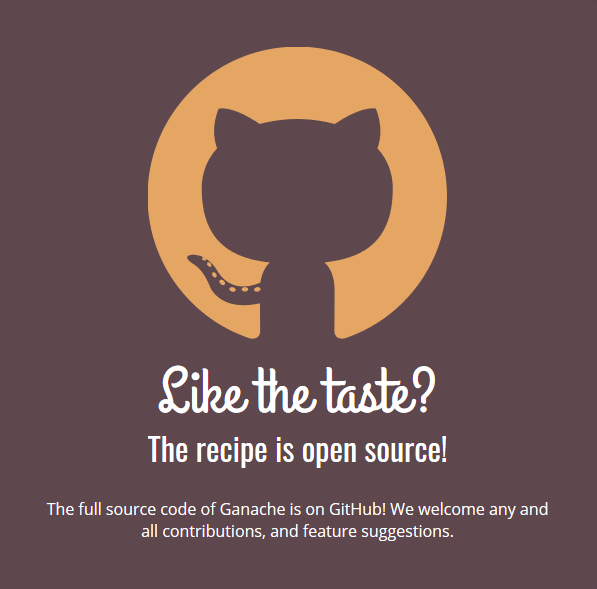 Like the taste?
The recipe is open source!
The full source code of Ganache is on GitHub! We welcome any and
all contributions, and feature suggestions.